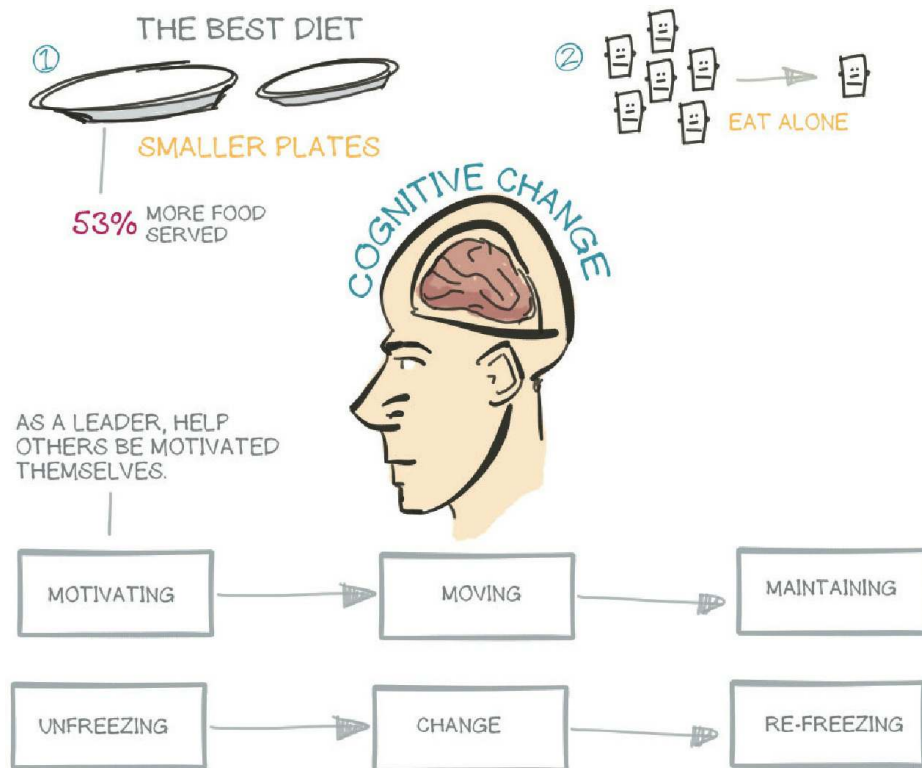 THE BEST DIET
①
SMALLER PLATES
53% MORE FOOD
SERVED
②
EAT ALONE
COGNITIVE CHANGE
AS A LEADER, HELP
OTHERS BE MOTIVATED
THEMSELVES.
MOTIVATING
MOVING
MAINTAINING
UNFREEZING
CHANGE
RE-FREEZING